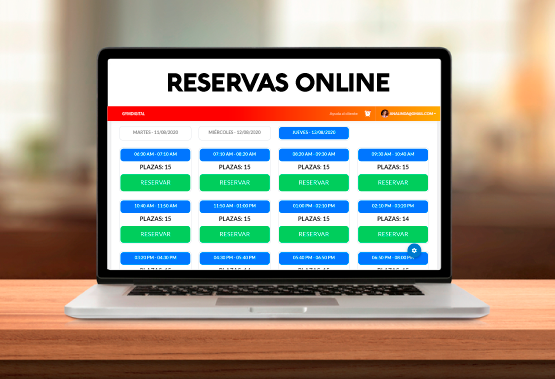 RESERVAS ONLINE
GYMDIGITAL
MARTES - 11/08/2020 MIÉRCOLES - 12/08/2020 JUEVES - 13/08/2020
06:00 AM - 07:10 AM 07:10 AM - 08:20 AM 08:20 AM - 09:30 AM 09:30 AM - 10:40 AM
PLAZAS: 15 PLAZAS: 15 PLAZAS: 15 PLAZAS: 15
RESERVAR RESERVAR RESERVAR RESERVAR
10:40 AM - 11:50 AM 11:50 AM - 01:00 PM 01:00 PM - 02:10 PM 02:10 PM - 03:20 PM
PLAZAS: 15 PLAZAS: 15 PLAZAS: 15 PLAZAS: 14
RESERVAR RESERVAR RESERVAR RESERVAR
03:20 PM - 04:30 PM 04:30 PM - 05:40 PM 05:40 PM - 06:50 PM 06:50 PM - 08:00 PM